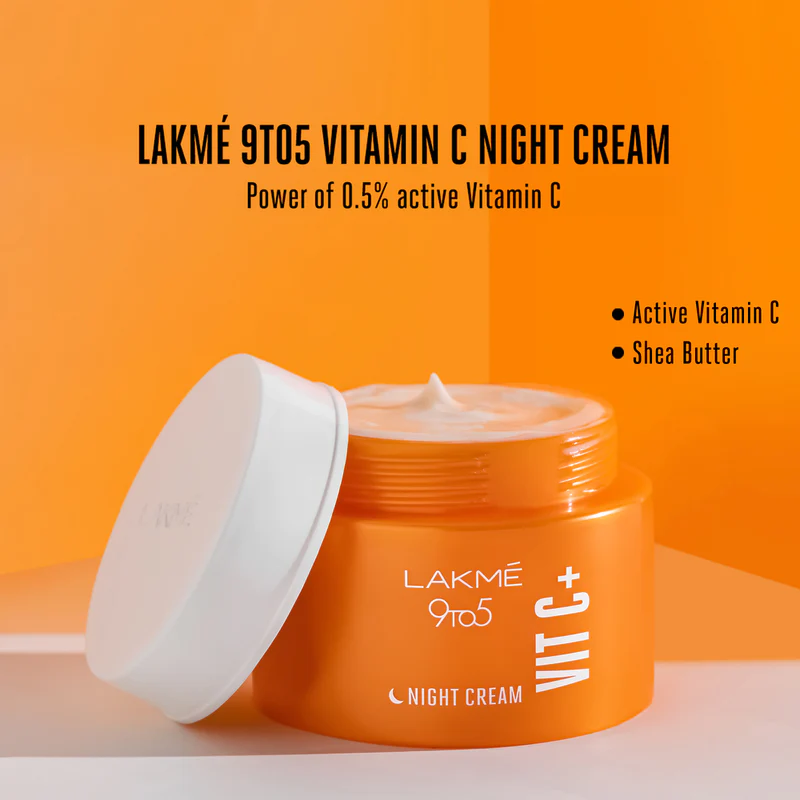 LAKMÉ 9TO5 VITAMIN C NIGHT CREAM
Power of 0.5% active Vitamin C
● Active Vitamin C
● Shea Butter
LAKMÉ
LAKMÉ
9TO5
VIT C+
NIGHT CREAM